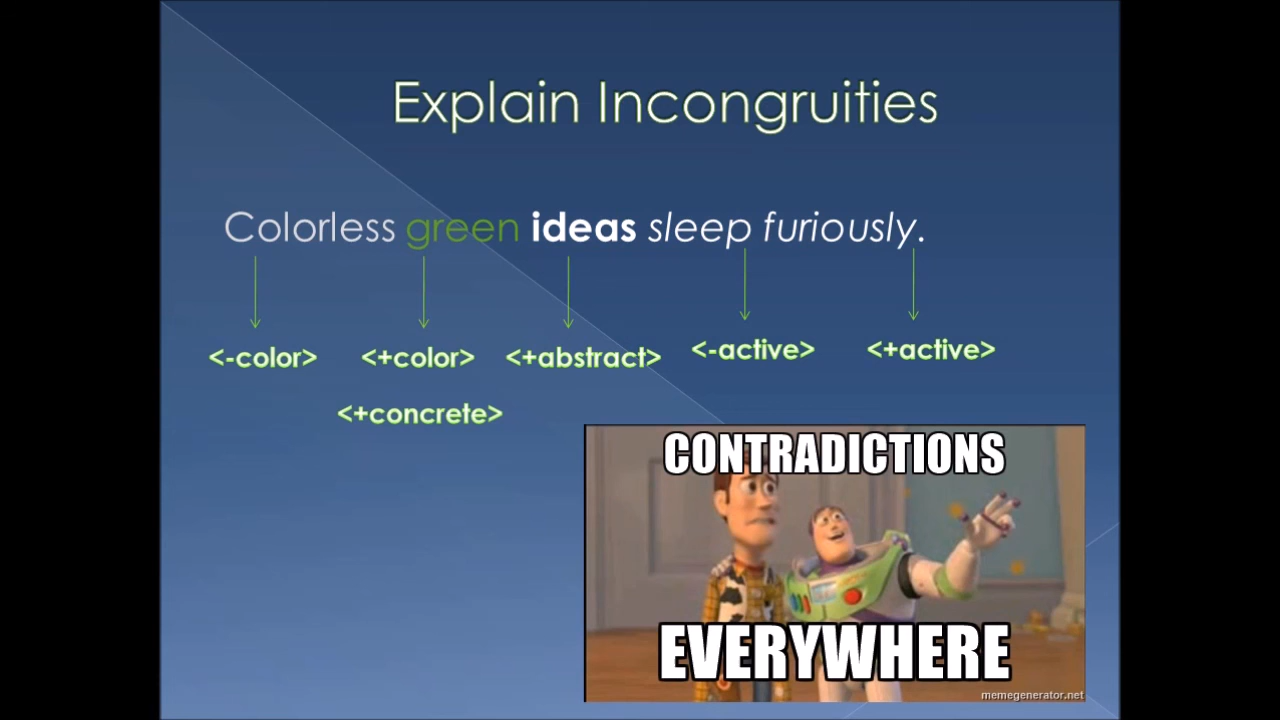 Explain Incongruities
Colorless green ideas sleep furiously.
<-color> <+color> <+abstract> <-active> <+active>
<+concrete>
CONTRADICTIONS
EVERYWHERE
memegenerator.net